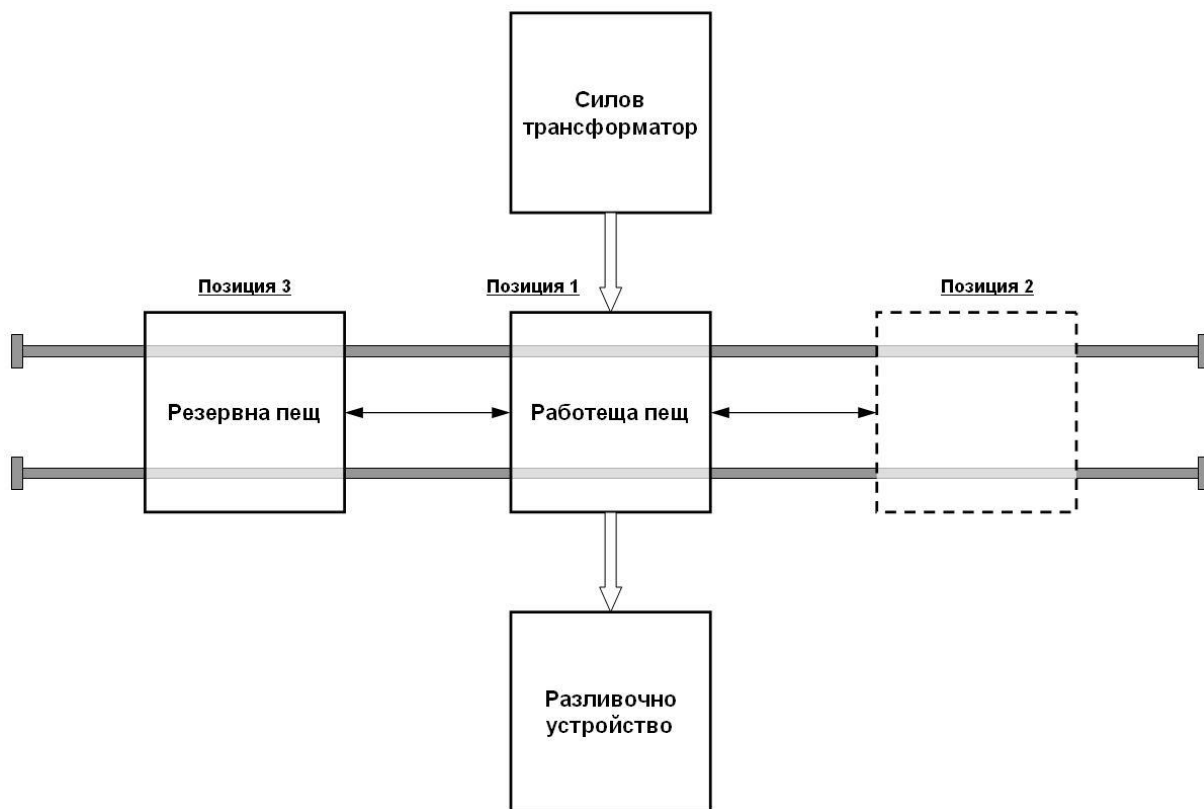 Силов
трансформатор
Позиция 3
Позиция 1
Позиция 2
Резервна пещ
Работеща пещ
Разливочно
устройство